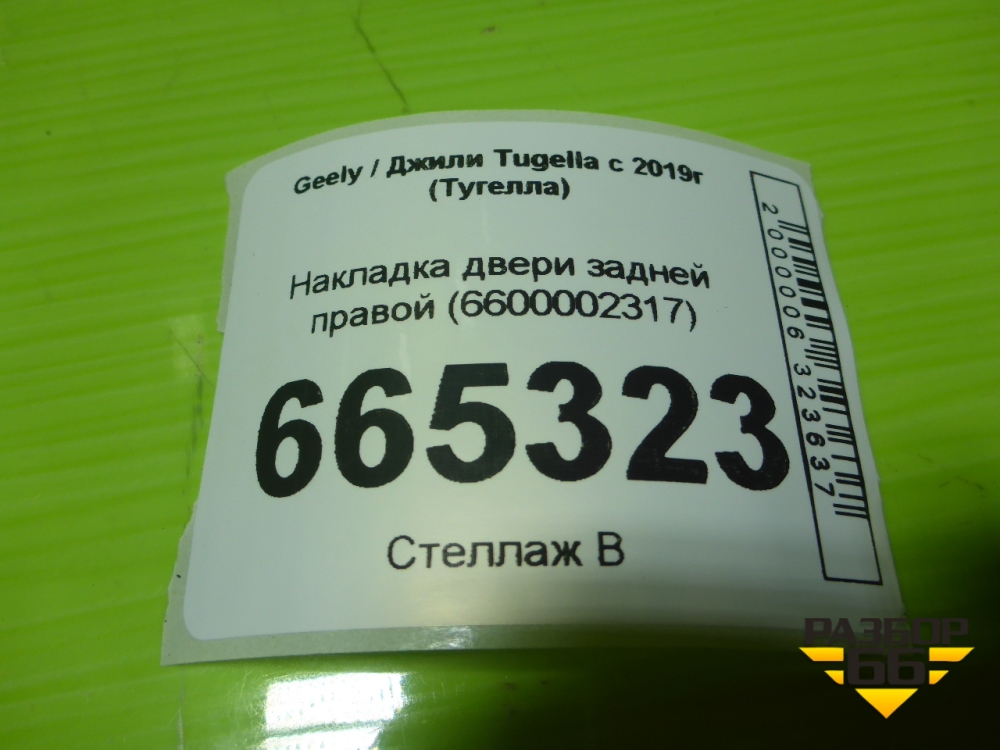 Geely / Джили Tugella с 2019г
(Тугелла)
Накладка двери задней
правой (6600002317)
665323
Стеллаж В
2000006323637
РАЗБОР
66